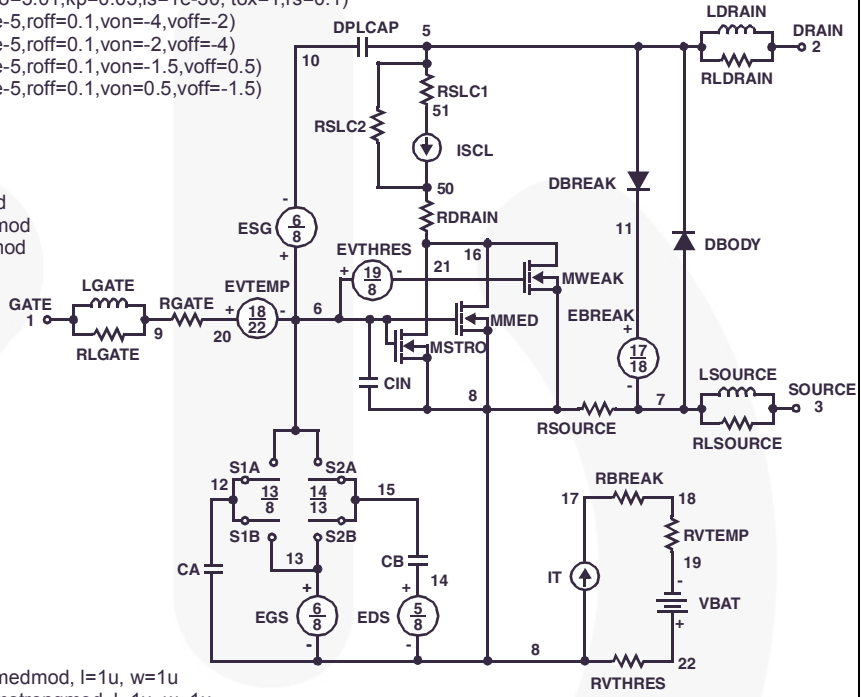 e-5,roff=0.1,von=-4,voff=-2)
e-5,roff=0.1,von=-2,voff=-4)
e-5,roff=0.1,von=-1.5,voff=0.5)
e-5,roff=0.1,von=0.5,voff=-1.5)
LDRAIN
DPLCAP 5 DRAIN
2
10
RLDRAIN
RSLC1
51
RSLC2
ISCL
DBREAK
50
RDRAIN
ESG 6
8
- +
11
DBODY
EVTHRES
+ 19
8 -
21
16
MWEAK
LGATE
GATE
1
RLGATE
9
RGATE
20
EVTEMP
+ 18
22 -
6
MMED
MSTRO
EBREAK
+
17
18
-
CIN
8
RSOURCE
7
LSOURCE
SOURCE
3
RLSOURCE
S1A
S2A
12
13
8
14
13
15
S1B
S2B
13
CA
CB
14
+
EGS 6
8
-
+
EDS 5
8
-
RBREAK
17
18
RVTEMP
19
IT
-
VBAT
+
8
22
RVTHRES
medmod, l=1u, w=1u